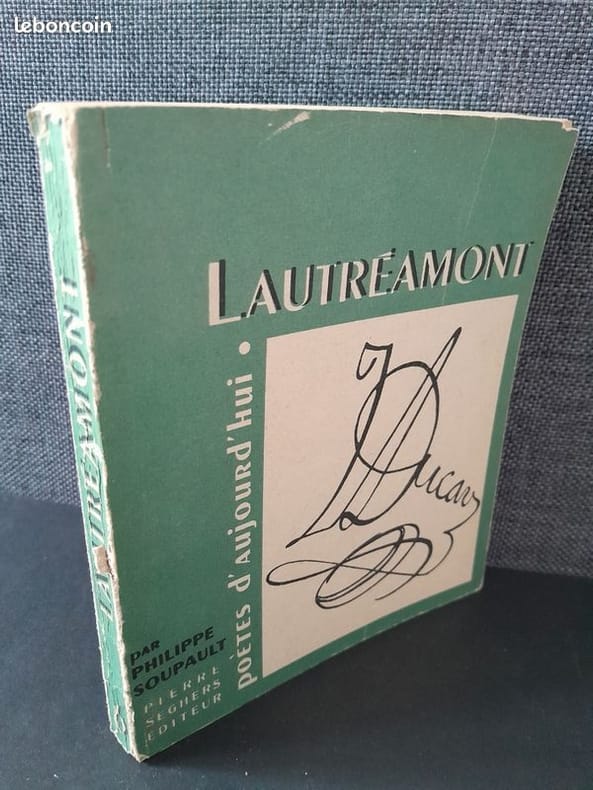 leboncoin
LAUTRÉAMONT
LAUTRÉAMONT
poètes d'aujourd'hui •
J Ducasse
par
PHILIPPE
SOUPAULT
PIERRE
SEGHERS
ÉDITEUR